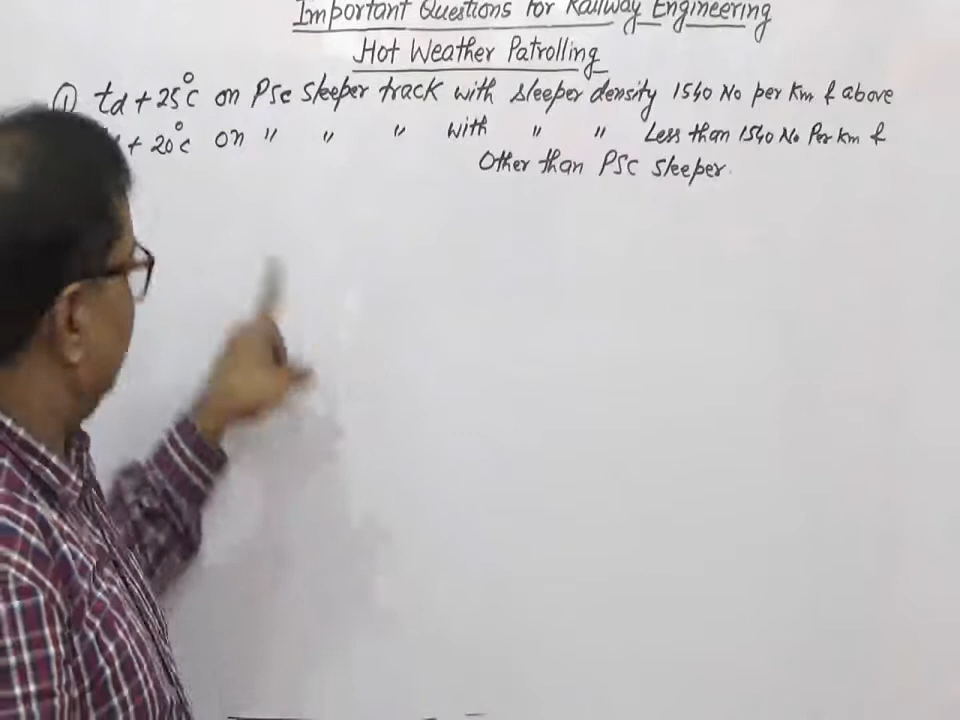 Important Questions for Railway Engineering
Hot Weather Patrolling
① td + 25°c on PSC Sleeper track with sleeper density 1540 No per Km & above
+ 20°c on " " " with " " Less than 1540 No Per Km &
Other than PSC Sleeper.